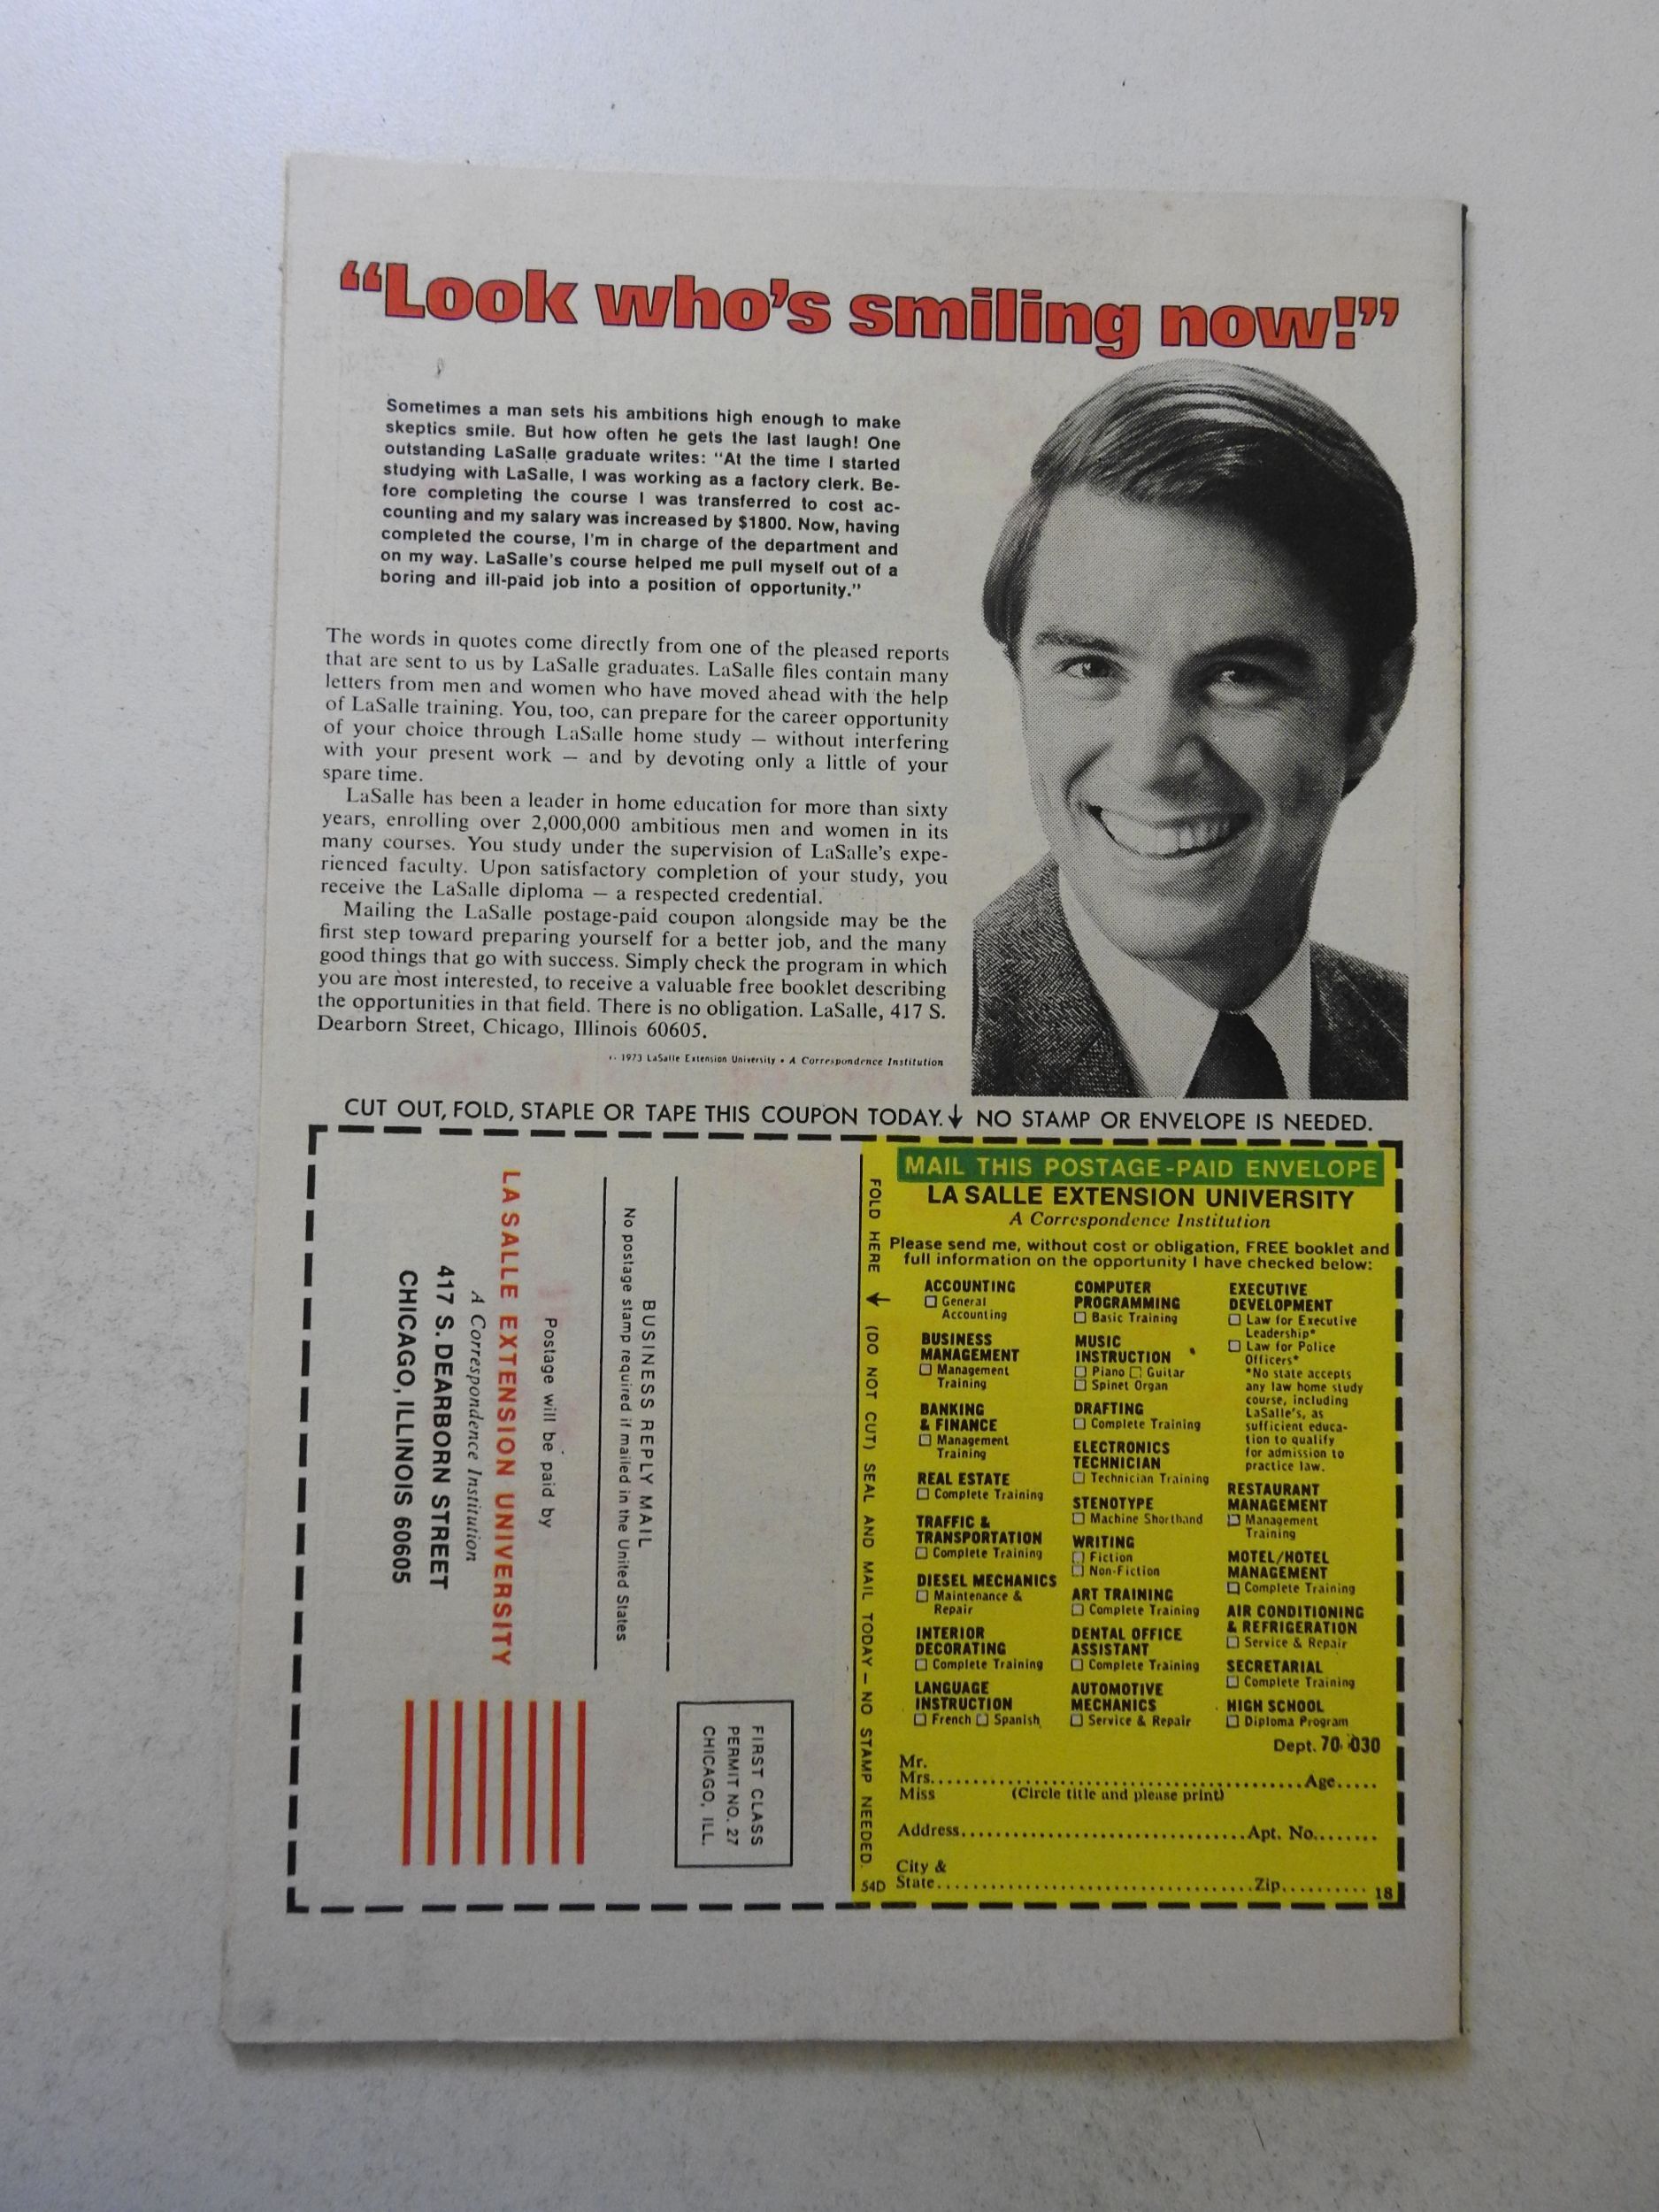 “Look who’s smiling now!”
Sometimes a man sets his ambitions high enough to make
skeptics smile. But how often he gets the last laugh! One
outstanding LaSalle graduate writes: “At the time I started
studying with LaSalle, I was working as a factory clerk. Be-
fore completing the course I was transferred to cost ac-
counting and my salary was increased by $1800. Now, having
completed the course, I’m in charge of the department and
on my way. LaSalle’s course helped me pull myself out of a
boring and ill-paid job into a position of opportunity.”
The words in quotes come directly from one of the pleased reports
that are sent to us by LaSalle graduates. LaSalle files contain many
letters from men and women who have moved ahead with the help
of LaSalle training. You, too, can prepare for the career opportunity
of your choice through LaSalle home study — without interfering
with your present work — and by devoting only a little of your
spare time.
LaSalle has been a leader in home education for more than sixty
years, enrolling over 2,000,000 ambitious men and women in its
many courses. You study under the supervision of LaSalle’s expe-
rienced faculty. Upon satisfactory completion of your study, you
receive the LaSalle diploma — a respected credential.
Mailing the LaSalle postage-paid coupon alongside may be the
first step toward preparing yourself for a better job, and the many
good things that go with success. Simply check the program in which
you are most interested, to receive a valuable free booklet describing
the opportunities in that field. There is no obligation. LaSalle, 417 S.
Dearborn Street, Chicago, Illinois 60605.
1973 LaSalle Extension University • A Correspondence Institution
CUT OUT, FOLD, STAPLE OR TAPE THIS COUPON TODAY.↓ NO STAMP OR ENVELOPE IS NEEDED.
FIRST CLASS
PERMIT NO. 27
CHICAGO, ILL.
BUSINESS REPLY MAIL
No postage stamp required if mailed in the United States
Postage will be paid by
LA SALLE EXTENSION UNIVERSITY
A Correspondence Institution
417 S. DEARBORN STREET
CHICAGO, ILLINOIS 60605
FOLD HERE ↓ (DO NOT CUT) SEAL AND MAIL TODAY — NO STAMP NEEDED.
54D
MAIL THIS POSTAGE-PAID ENVELOPE
LA SALLE EXTENSION UNIVERSITY
A Correspondence Institution
Please send me, without cost or obligation, FREE booklet and
full information on the opportunity I have checked below:
ACCOUNTING
☐ General
Accounting
BUSINESS
MANAGEMENT
☐ Management
Training
BANKING
& FINANCE
☐ Management
Training
REAL ESTATE
☐ Complete Training
TRAFFIC &
TRANSPORTATION
☐ Complete Training
DIESEL MECHANICS
☐ Maintenance &
Repair
INTERIOR
DECORATING
☐ Complete Training
LANGUAGE
INSTRUCTION
☐ French ☐ Spanish
COMPUTER
PROGRAMMING
☐ Basic Training
MUSIC
INSTRUCTION
☐ Piano ☐ Guitar
☐ Spinet Organ
DRAFTING
☐ Complete Training
ELECTRONICS
TECHNICIAN
☐ Technician Training
STENOTYPE
☐ Machine Shorthand
WRITING
☐ Fiction
☐ Non-Fiction
ART TRAINING
☐ Complete Training
DENTAL OFFICE
ASSISTANT
☐ Complete Training
AUTOMOTIVE
MECHANICS
☐ Service & Repair
EXECUTIVE
DEVELOPMENT
☐ Law for Executive
Leadership*
☐ Law for Police
Officers*
*No state accepts
any law home study
course, including
LaSalle’s, as
sufficient educa-
tion to qualify
for admission to
practice law.
RESTAURANT
MANAGEMENT
☐ Management
Training
MOTEL/HOTEL
MANAGEMENT
☐ Complete Training
AIR CONDITIONING
& REFRIGERATION
☐ Service & Repair
SECRETARIAL
☐ Complete Training
HIGH SCHOOL
☐ Diploma Program
Dept. 70-030
Mr.
Mrs. Age
Miss (Circle title and please print)
Address Apt. No.
City &
State Zip
18